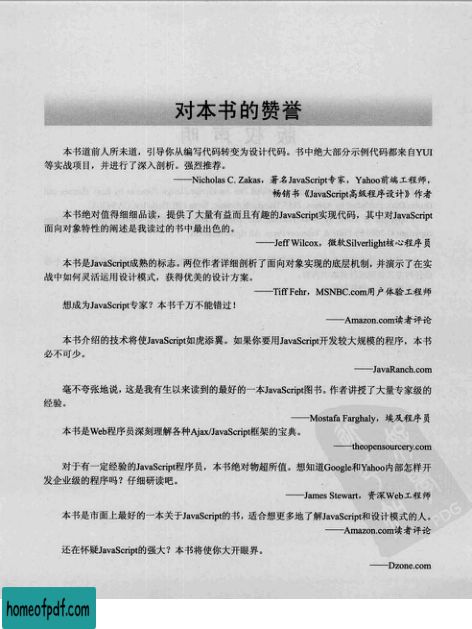 对本书的赞誉
本书道前人所未道，引导你从编写代码转变为设计代码。书中绝大部分示例代码都来自YUI
等实战项目，并进行了深入剖析。强烈推荐。
——Nicholas C. Zakas，著名JavaScript专家，Yahoo前端工程师，
畅销书《JavaScript高级程序设计》作者
本书绝对值得细细品读，提供了大量有益而且有趣的JavaScript实现代码，其中对JavaScript
面向对象特性的阐述是我读过的书中最出色的。
——Jeff Wilcox，微软Silverlight核心程序员
本书是JavaScript成熟的标志。两位作者详细剖析了面向对象实现的底层机制，并演示了在实
战中如何灵活运用设计模式，获得优美的设计方案。
——Tiff Fehr，MSNBC.com用户体验工程师
想成为JavaScript专家？本书千万不能错过！
——Amazon.com读者评论
本书介绍的技术将使JavaScript如虎添翼。如果你要用JavaScript开发较大规模的程序，本书
必不可少。
——JavaRanch.com
毫不夸张地说，这是我有生以来读到的最好的一本JavaScript图书。作者讲授了大量专家级的
经验。
——Mostafa Farghaly，埃及程序员
本书是Web程序员深刻理解各种Ajax/JavaScript框架的宝典。
——theopensourcery.com
对于有一定经验的JavaScript程序员，本书绝对物超所值。想知道Google和Yahoo内部怎样开
发企业级的程序吗？仔细研读吧。
——James Stewart，资深Web工程师
本书是市面上最好的一本关于JavaScript的书，适合想更多地了解JavaScript和设计模式的人。
——Amazon.com读者评论
还在怀疑JavaScript的强大？本书将使你大开眼界。
——Dzone.com
homeofpdf.com